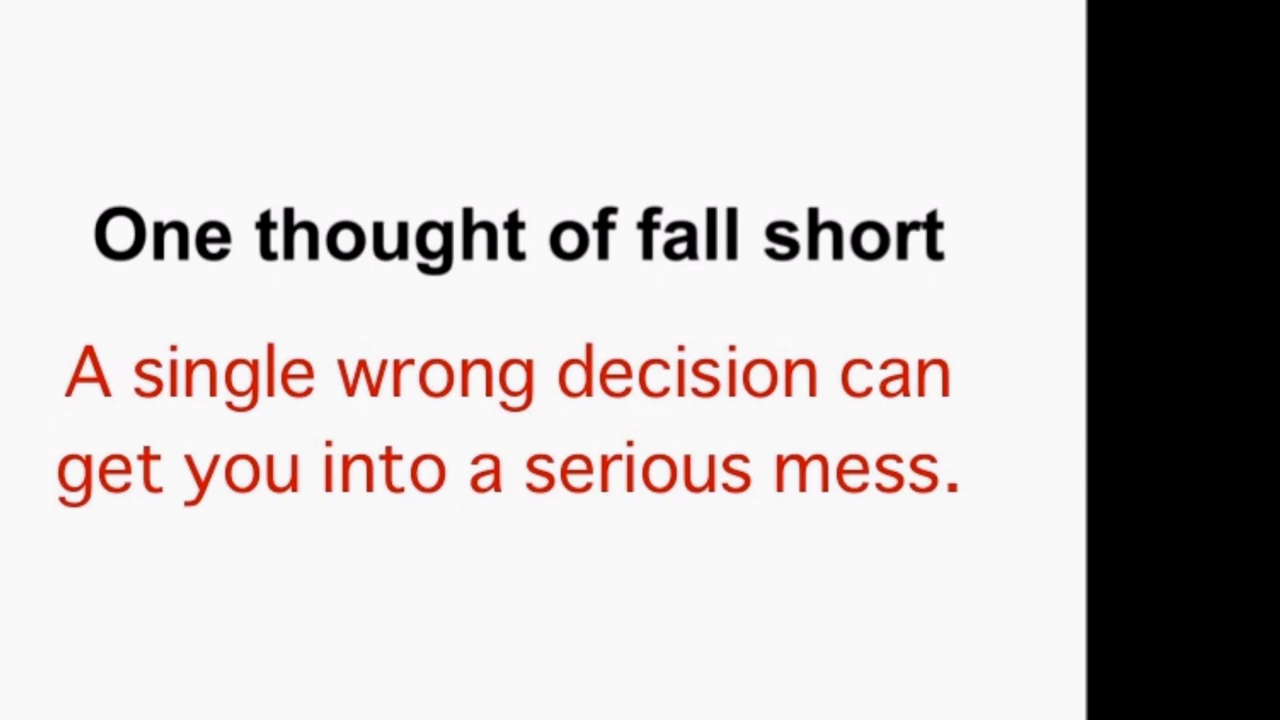 One thought of fall short
A single wrong decision can
get you into a serious mess.